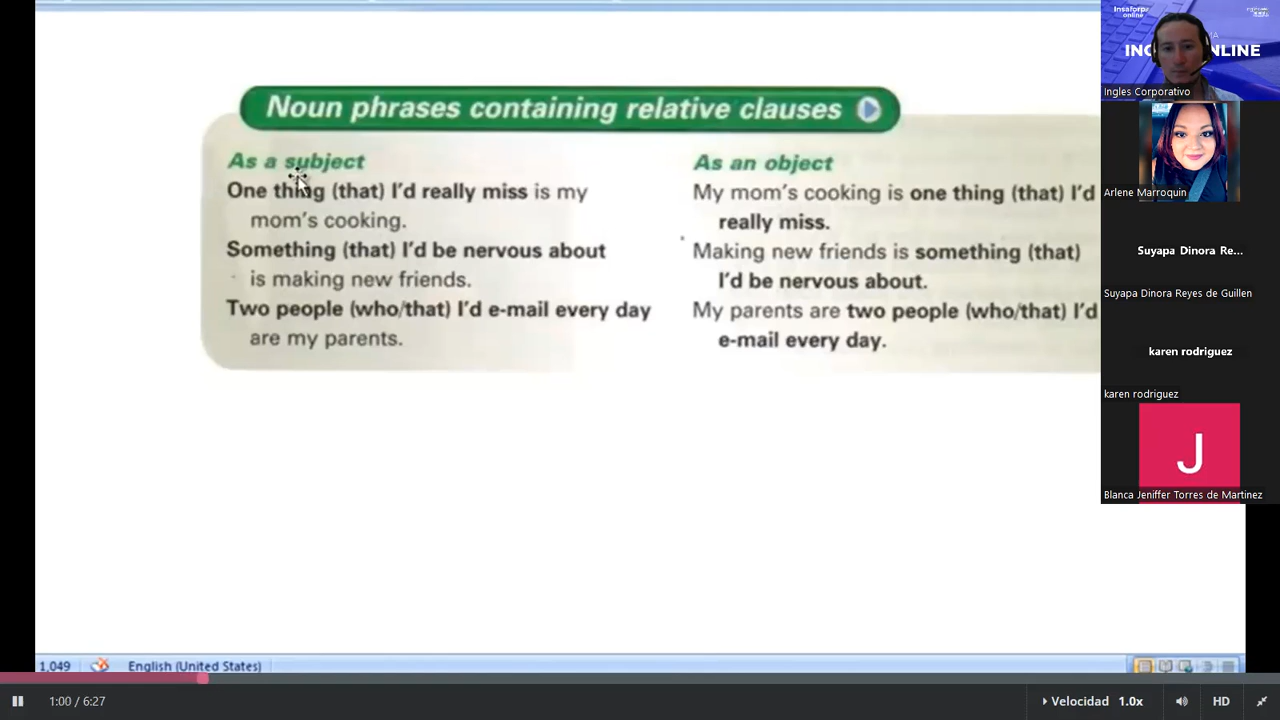 Noun phrases containing relative clauses
As a subject
One thing (that) I'd really miss is my
mom's cooking.
Something (that) I'd be nervous about
is making new friends.
Two people (who/that) I'd e-mail every day
are my parents.
As an object
My mom's cooking is one thing (that) I'd
really miss.
Making new friends is something (that)
I'd be nervous about.
My parents are two people (who/that) I'd
e-mail every day.
Insaforp
online
Ingles Corporativo
Arlene Marroquin
Suyapa Dinora Re...
Suyapa Dinora Reyes de Guillen
karen rodriguez
karen rodriguez
J
Blanca Jeniffer Torres de Martinez
1,049
English (United States)
1:00 / 6:27
Velocidad 1.0x
HD